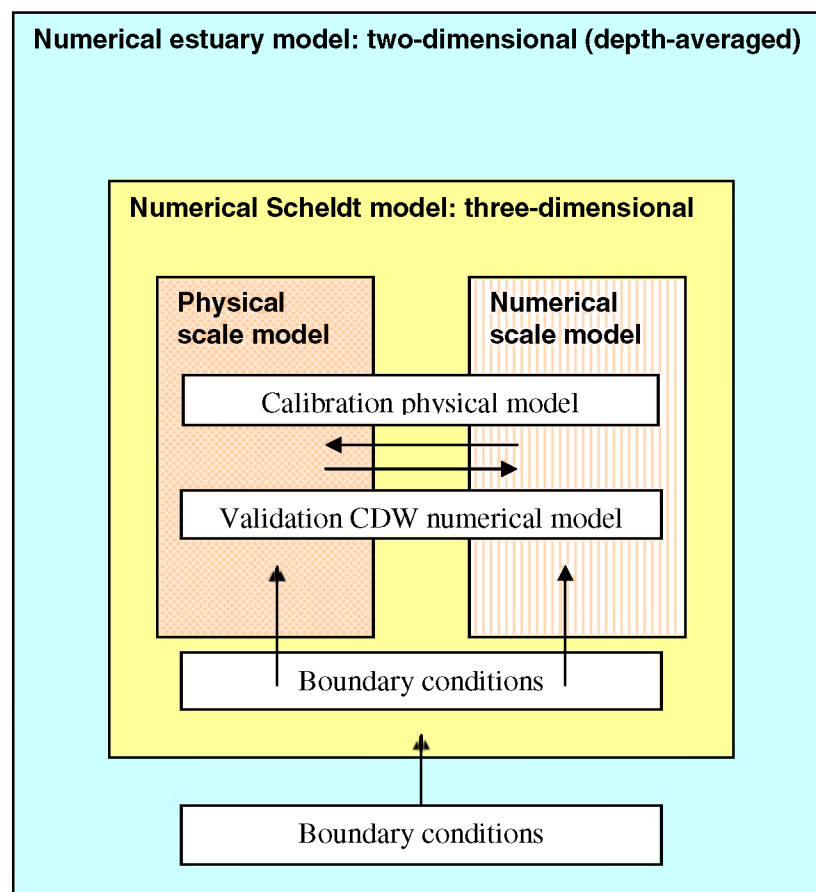 Numerical estuary model: two-dimensional (depth-averaged)
Numerical Scheldt model: three-dimensional
Physical
scale model
Numerical
scale model
Calibration physical model
Validation CDW numerical model
Boundary conditions
Boundary conditions